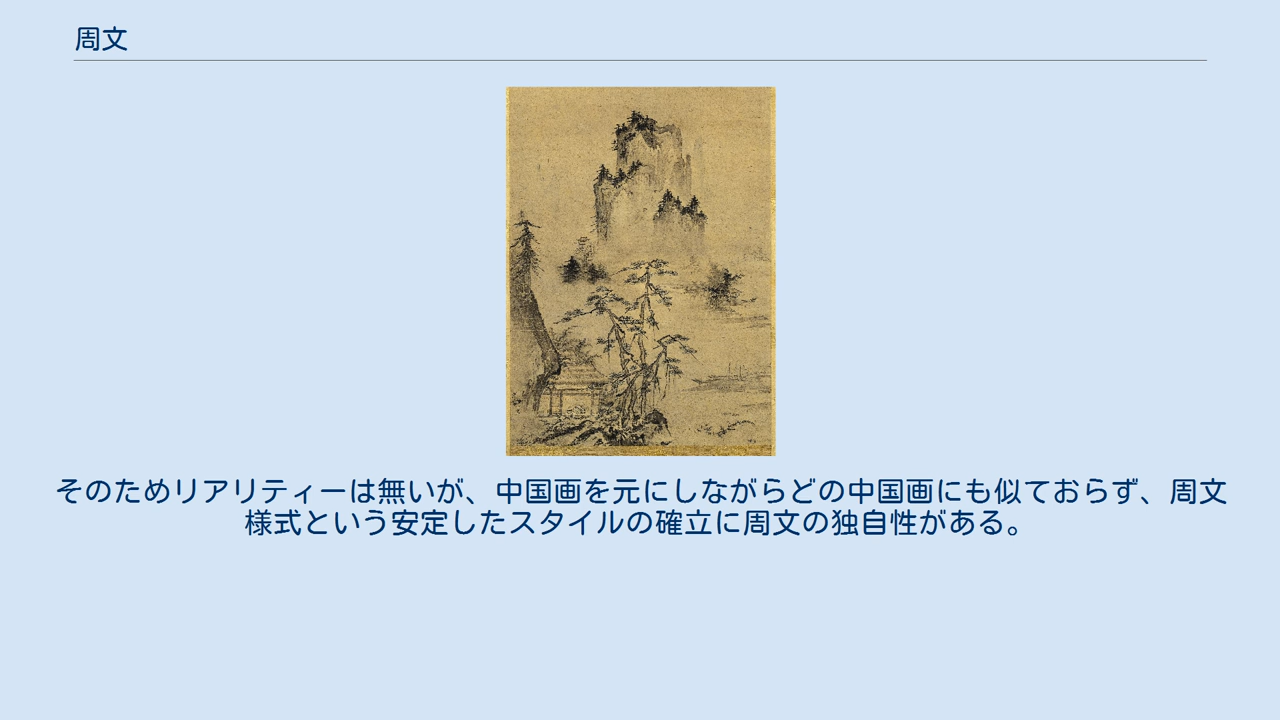 周文
そのためリアリティーは無いが、中国画を元にしながらどの中国画にも似ておらず、周文
様式という安定したスタイルの確立に周文の独自性がある。